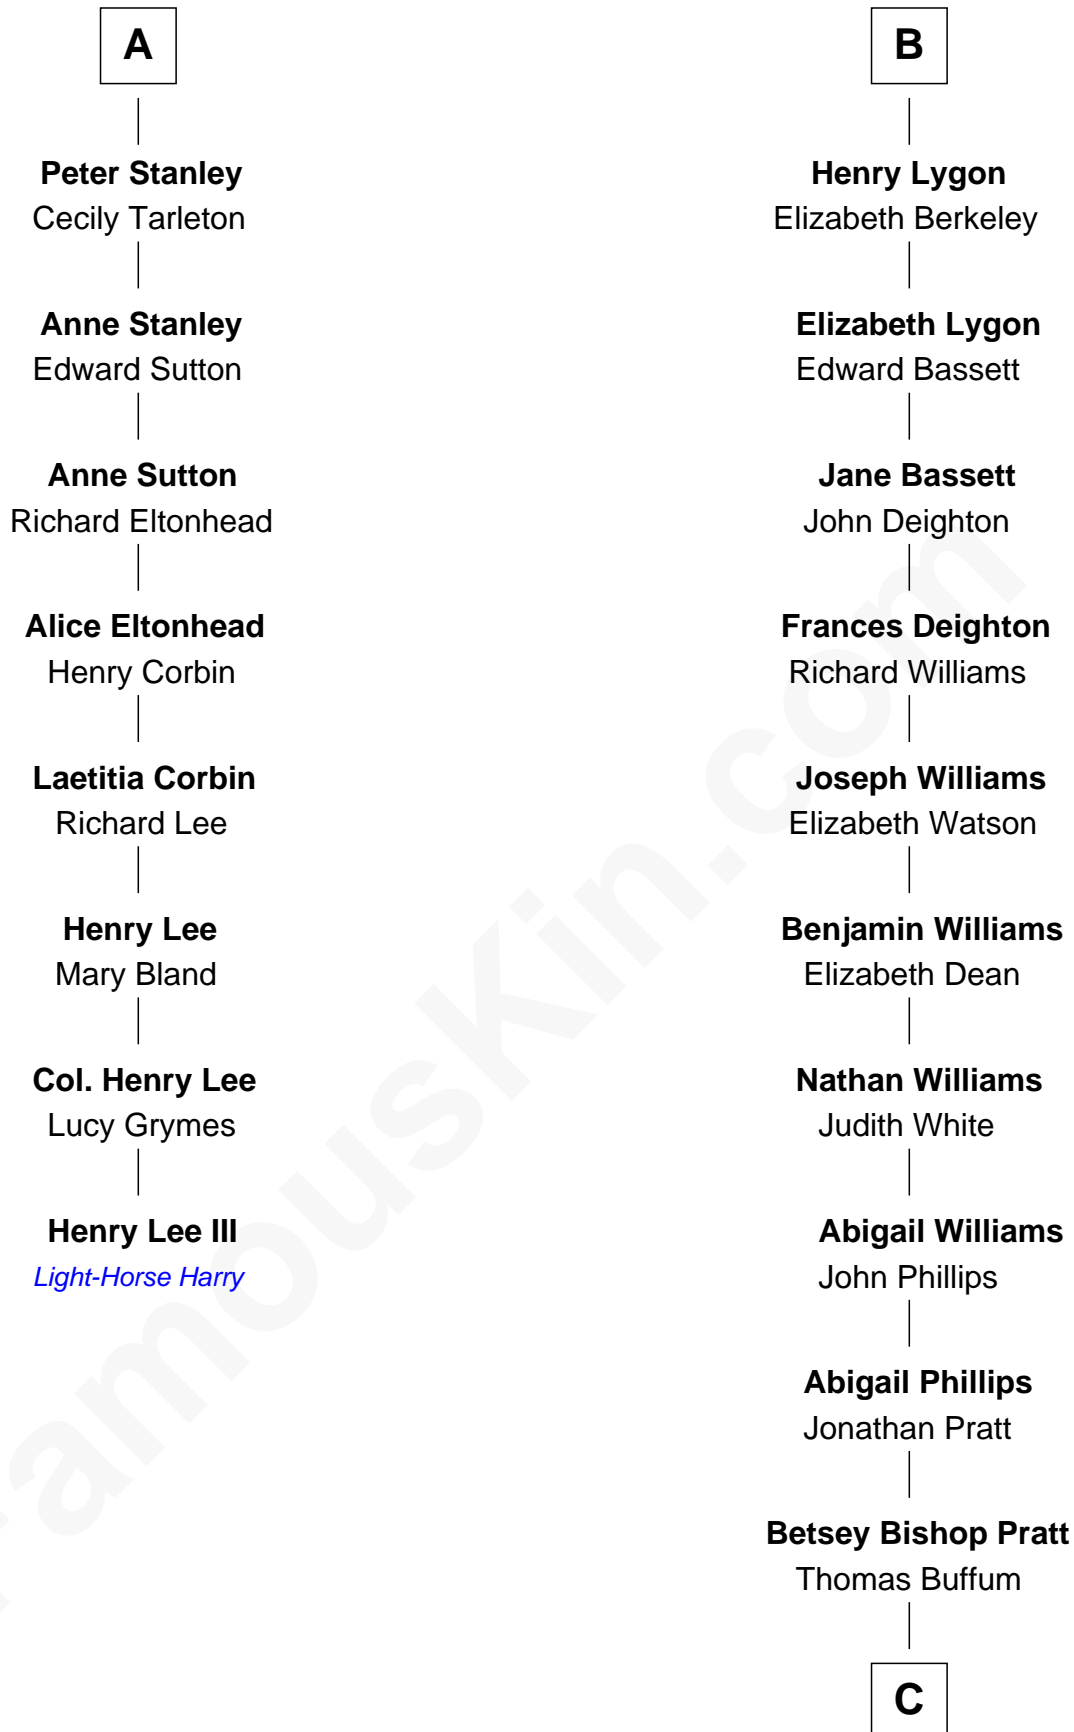 A
Peter Stanley
Cecily Tarleton
Anne Stanley
Edward Sutton
Anne Sutton
Richard Eltonhead
Alice Eltonhead
Henry Corbin
Laetitia Corbin
Richard Lee
Henry Lee
Mary Bland
Col. Henry Lee
Lucy Grymes
Henry Lee III
Light-Horse Harry
B
Henry Lygon
Elizabeth Berkeley
Elizabeth Lygon
Edward Bassett
Jane Bassett
John Deighton
Frances Deighton
Richard Williams
Joseph Williams
Elizabeth Watson
Benjamin Williams
Elizabeth Dean
Nathan Williams
Judith White
Abigail Williams
John Phillips
Abigail Phillips
Jonathan Pratt
Betsey Bishop Pratt
Thomas Buffum
C
FamousKin.com